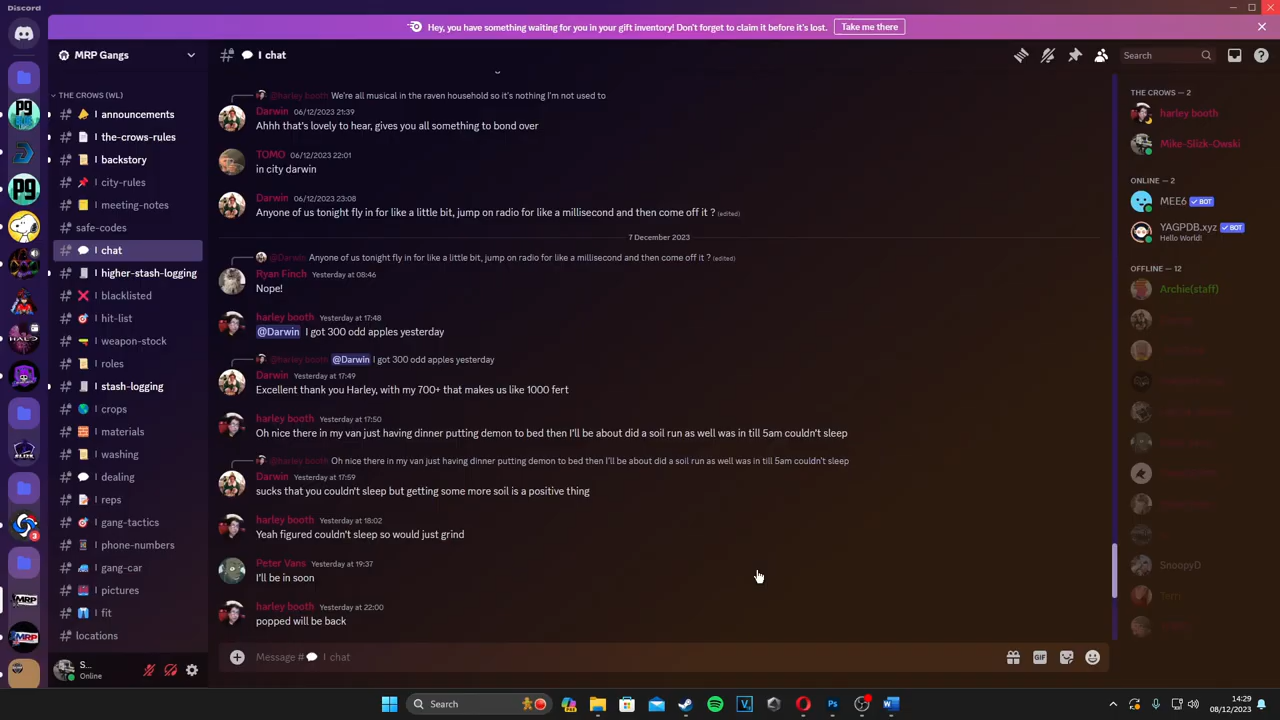 Discord
Hey, you have something waiting for you in your gift inventory! Don't forget to claim it before it's lost.
Take me there
MRP Gangs
I chat
Search
THE CROWS (WL)
I announcements
I the-crows-rules
I backstory
I city-rules
I meeting-notes
safe-codes
I chat
I higher-stash-logging
I blacklisted
I hit-list
I weapon-stock
I roles
I stash-logging
I crops
I materials
I washing
I dealing
I reps
I gang-tactics
I phone-numbers
I gang-car
I pictures
I fit
locations
S...
Online
@harley booth We're all musical in the raven household so it's nothing I'm not used to
Darwin 06/12/2023 21:39
Ahhh that's lovely to hear, gives you all something to bond over
TOMO 06/12/2023 22:01
in city darwin
Darwin 06/12/2023 23:08
Anyone of us tonight fly in for like a little bit, jump on radio for like a millisecond and then come off it ? (edited)
7 December 2023
@Darwin Anyone of us tonight fly in for like a little bit, jump on radio for like a millisecond and then come off it ? (edited)
Ryan Finch Yesterday at 08:46
Nope!
harley booth Yesterday at 17:48
@Darwin I got 300 odd apples yesterday
@harley booth @Darwin I got 300 odd apples yesterday
Darwin Yesterday at 17:49
Excellent thank you Harley, with my 700+ that makes us like 1000 fert
harley booth Yesterday at 17:50
Oh nice there in my van just having dinner putting demon to bed then I'll be about did a soil run as well was in till 5am couldn't sleep
@harley booth Oh nice there in my van just having dinner putting demon to bed then I'll be about did a soil run as well was in till 5am couldn't sleep
Darwin Yesterday at 17:59
sucks that you couldn't sleep but getting some more soil is a positive thing
harley booth Yesterday at 18:02
Yeah figured couldn't sleep so would just grind
Peter Vans Yesterday at 19:37
I'll be in soon
harley booth Yesterday at 22:00
popped will be back
Message # 💬 I chat
GIF
THE CROWS — 2
harley booth
Mike-Slizk-Owski
ONLINE — 2
MEE6 ✓ BOT
YAGPDB.xyz ✓ BOT
Hello World!
OFFLINE — 12
Archie(staff)
SnoopyD
P9
P9
HALO
3
MRP
MRP
Search
14:29
08/12/2023